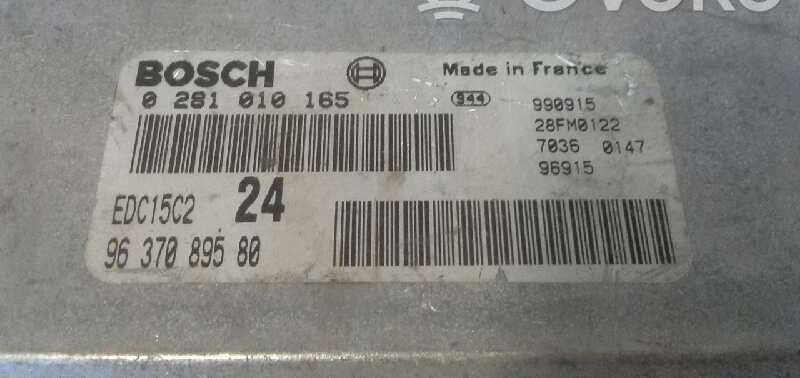 BOSCH Made in France
0 281 010 165 944 990915
28FM0122
7036 0147
96915
EDC15C2 24
96 370 895 80